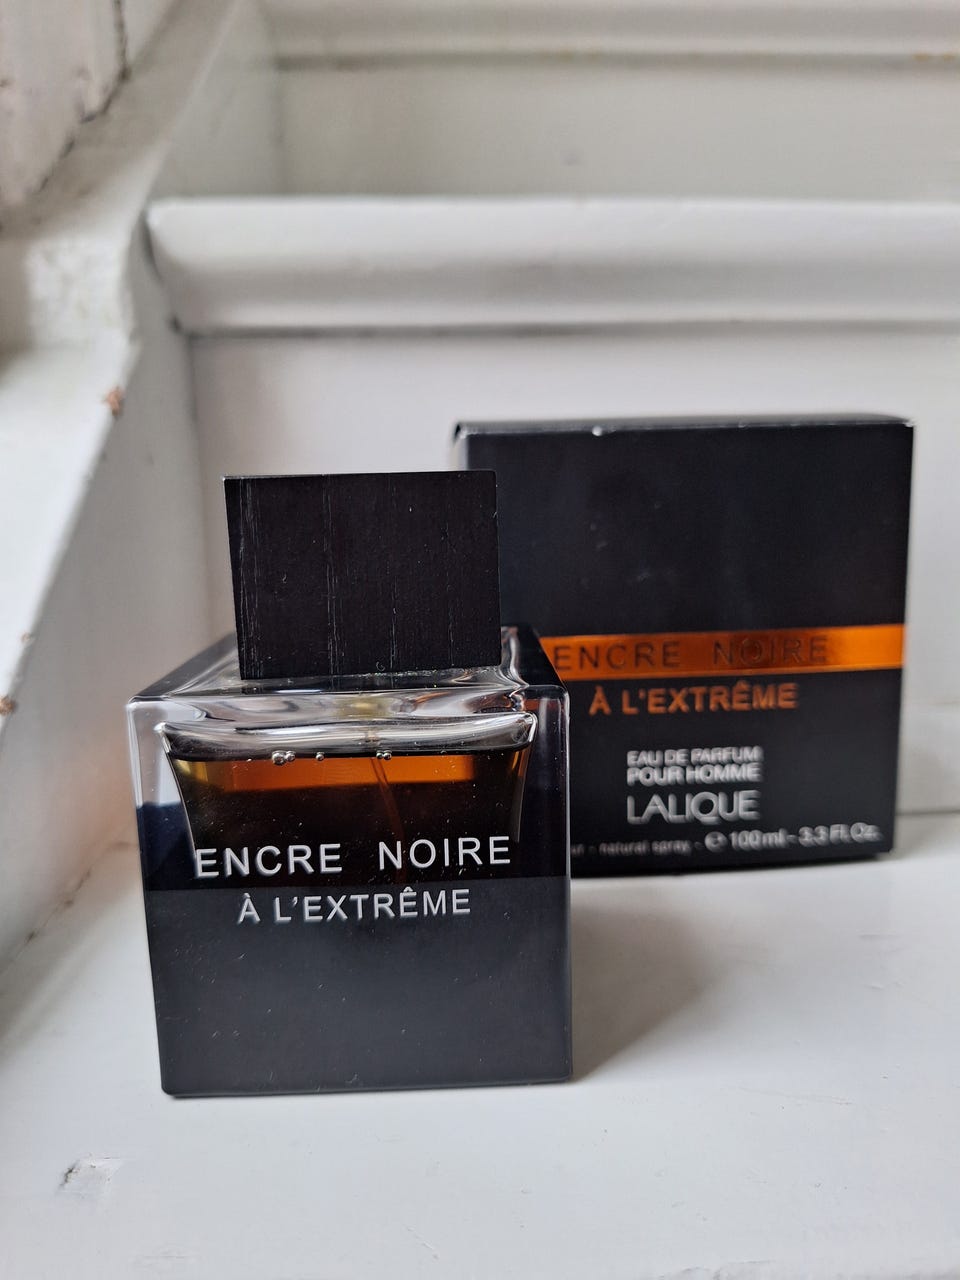 ENCRE NOIRE
À L'EXTRÊME
ENCRE NOIRE
À L'EXTRÊME
EAU DE PARFUM
POUR HOMME
LALIQUE
- natural spray - ℮ 100 ml - 3.3 Fl.Oz.